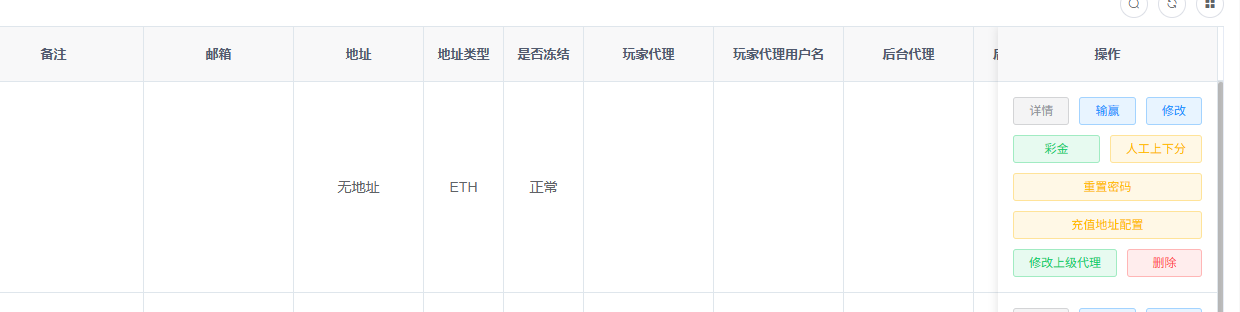 备注 邮箱 地址 地址类型 是否冻结 玩家代理 玩家代理用户名 后台代理 操作
详情 输赢 修改
彩金 人工上下分
无地址 ETH 正常 重置密码
充值地址配置
修改上级代理 删除